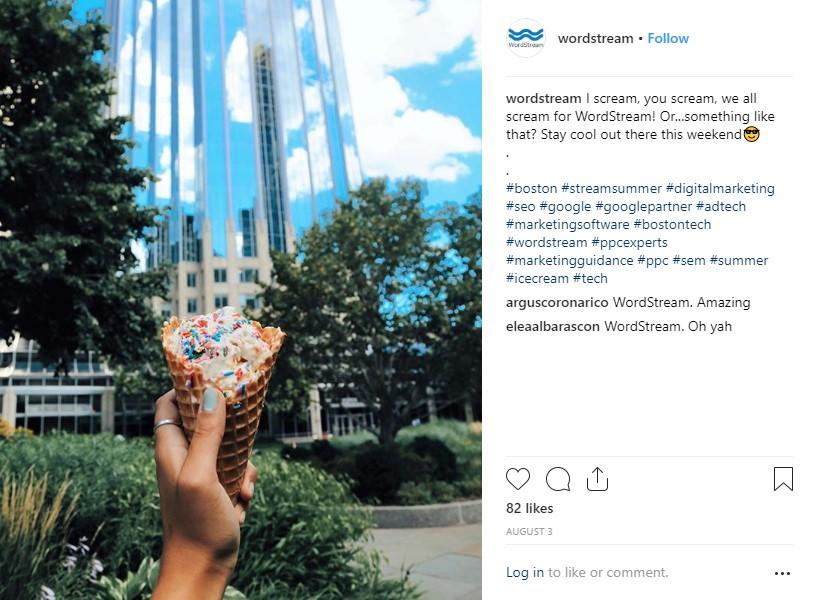 WordStream
wordstream • Follow
wordstream I scream, you scream, we all
scream for WordStream! Or...something like
that? Stay cool out there this weekend😎
.
.
#boston #streamsummer #digitalmarketing
#seo #google #googlepartner #adtech
#marketingsoftware #bostontech
#wordstream #ppcexperts
#marketingguidance #ppc #sem #summer
#icecream #tech
arguscoronarico WordStream. Amazing
eleaalbarascon WordStream. Oh yah
82 likes
AUGUST 3
Log in to like or comment.